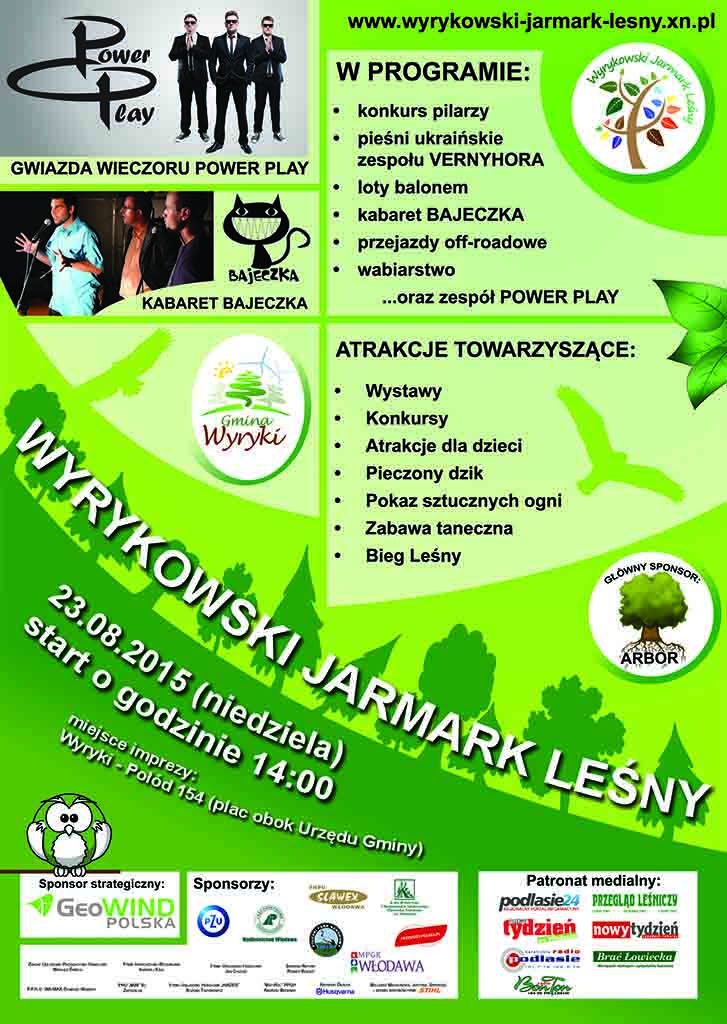 www.wyrykowski-jarmark-lesny.xn.pl
Power
Play
GWIAZDA WIECZORU POWER PLAY
BAJECZKA
KABARET BAJECZKA
W PROGRAMIE:
• konkurs pilarzy
• pieśni ukraińskie
zespołu VERNYHORA
• loty balonem
• kabaret BAJECZKA
• przejazdy off-roadowe
• wabiarstwo
...oraz zespół POWER PLAY
Wyrykowski Jarmark Leśny
ATRAKCJE TOWARZYSZĄCE:
• Wystawy
• Konkursy
• Atrakcje dla dzieci
• Pieczony dzik
• Pokaz sztucznych ogni
• Zabawa taneczna
• Bieg Leśny
Gmina
Wyryki
GŁÓWNY SPONSOR:
ARBOR
WYRYKOWSKI JARMARK LEŚNY
23.08.2015 (niedziela)
start o godzinie 14:00
miejsce imprezy:
Wyryki - Połód 154 (plac obok Urzędu Gminy)
Sponsor strategiczny:
GEOWIND
POLSKA
Sponsorzy:
PZU
Nadleśnictwo Włodawa
SLAWEX
WŁODAWA
MPGK
WŁODAWA
Husqvarna
STIHL
Patronat medialny:
podlasie24
PRZEGLĄD LEŚNICZY
tydzień
nowy tydzień
radio
Podlasie
Brać Łowiecka
radio
BonTon